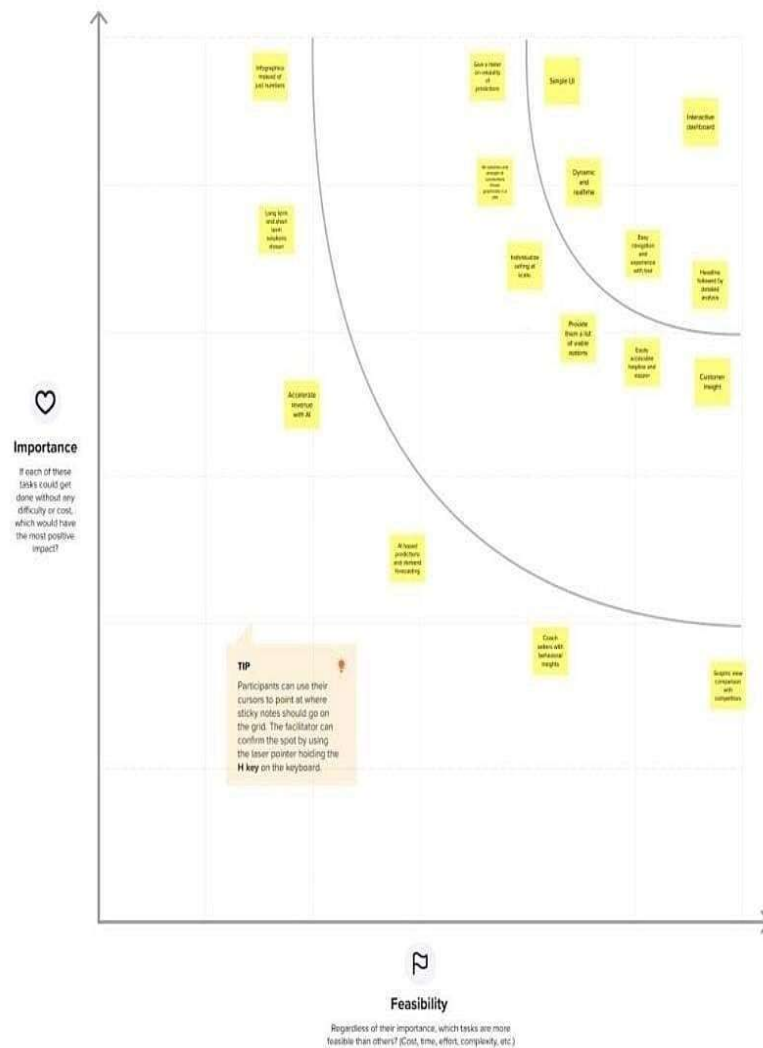 Infographics
instead of
just numbers
Give a meter
on reliability
of
predictions
Simple UI
Interactive
dashboard
Dynamic
and
realtime
Long term
and short
term
solutions
shown
Easy
navigation
and
experience
with tool
Individualize
selling at
scale
Headline
followed by
detailed
analysis
Provide
them a lot
of viable
options
Easily
accessible
helpline and
support
Customer
Insight
Accelerate
revenue
with AI
Importance
If each of these
tasks could get
done without any
difficulty or cost,
which would have
the most positive
impact?
AI based
predictions
and demand
forecasting
Coach
sellers with
behavioral
insights
Graphic view
comparison
with
competitors
TIP
Participants can use their
cursors to point at where
sticky notes should go on
the grid. The facilitator can
confirm the spot by using
the laser pointer holding the
H key on the keyboard.
Feasibility
Regardless of their importance, which tasks are more
feasible than others? (Cost, time, effort, complexity, etc.)